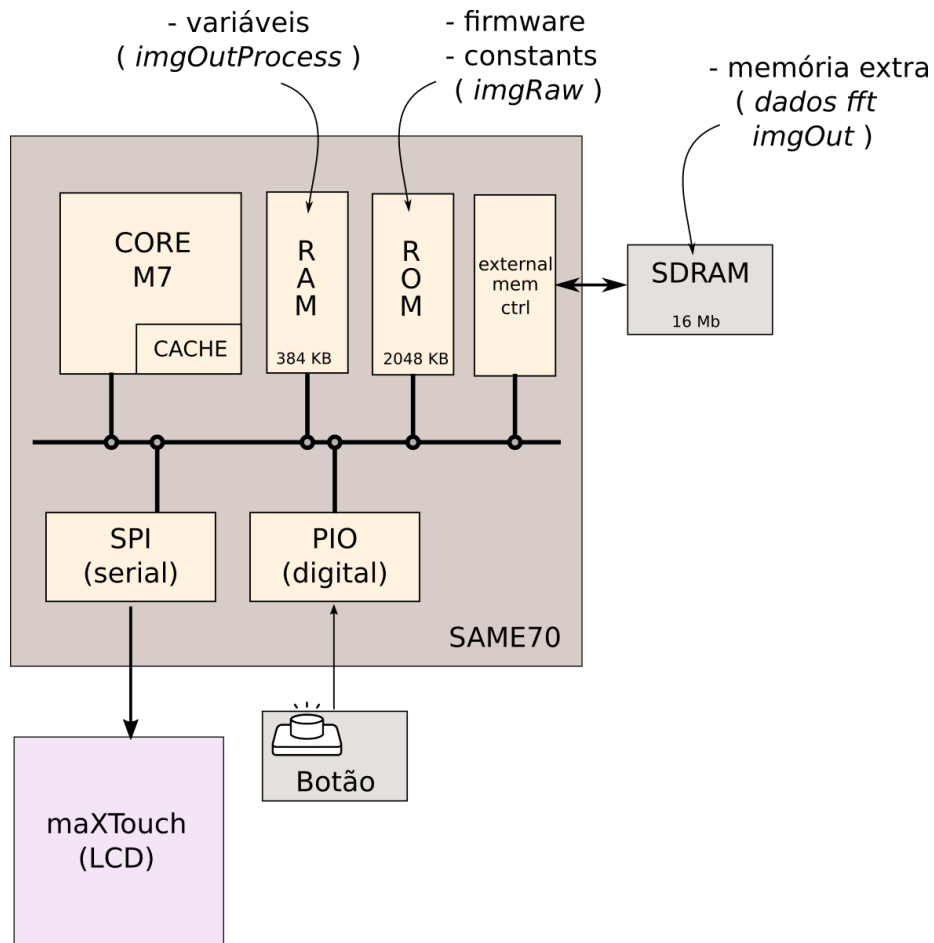 - variáveis
( imgOutProcess )
- firmware
- constants
( imgRaw )
- memória extra
( dados fft
imgOut )
CORE
M7
CACHE
R
A
M
384 KB
R
O
M
2048 KB
external
mem
ctrl
SDRAM
16 Mb
SPI
(serial)
PIO
(digital)
SAME70
Botão
maXTouch
(LCD)